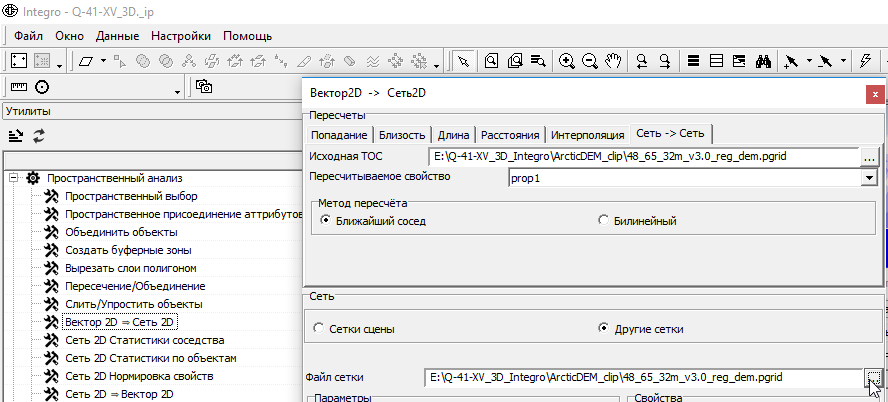 Integro - Q-41-XV_3D._ip
Файл Окно Данные Настройки Помощь
Утилиты
Пространственный анализ
Пространственный выбор
Пространственное присоединение аттрибутов
Объединить объекты
Создать буферные зоны
Вырезать слои полигоном
Пересечение/Объединение
Слить/Упростить объекты
Вектор 2D ⇒ Сеть 2D
Сеть 2D Статистики соседства
Сеть 2D Статистики по объектам
Сеть 2D Нормировка свойств
Сеть 2D ⇒ Вектор 2D
Вектор2D -> Сеть2D
x
Пересчеты
Попадание Близость Длина Расстояния Интерполяция Сеть -> Сеть
Исходная ТОС E:\Q-41-XV_3D_Integro\ArcticDEM_clip\48_65_32m_v3.0_reg_dem.pgrid ...
Пересчитываемое свойство prop1
Метод пересчёта
Ближайший сосед Билинейный
Сеть
Сетки сцены Другие сетки
Файл сетки E:\Q-41-XV_3D_Integro\ArcticDEM_clip\48_65_32m_v3.0_reg_dem.pgrid ...
Параметры Свойства